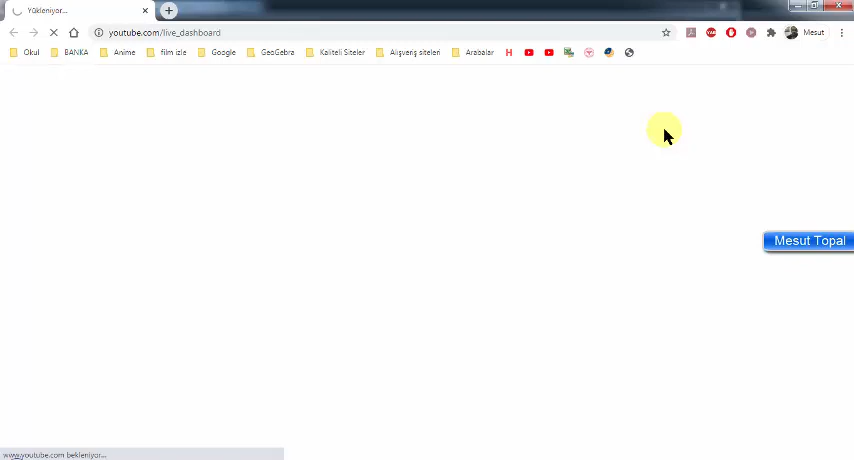 Yükleniyor...
youtube.com/live_dashboard
Mesut
Okul BANKA Anime film izle Google GeoGebra Kaliteli Siteler Alışveriş siteleri Arabalar H
Mesut Topal
www.youtube.com bekleniyor...